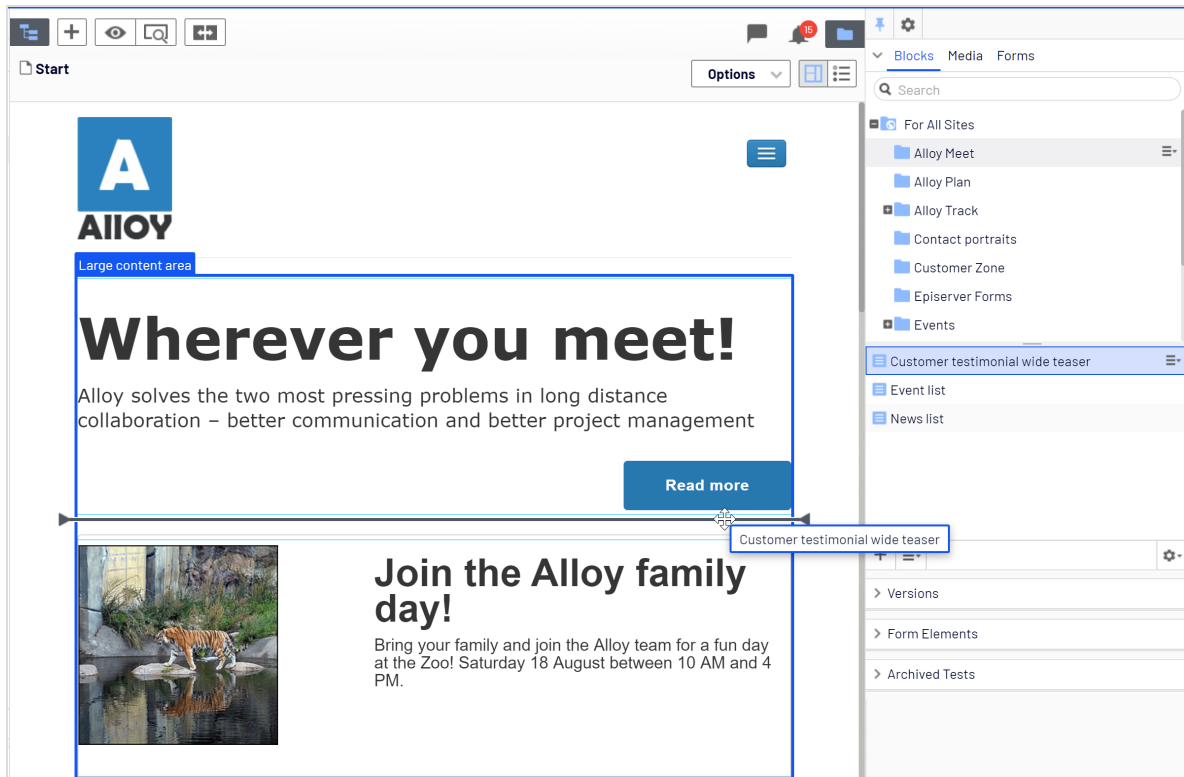 15
Start
Options
A
AllOY
Large content area
Wherever you meet!
Alloy solves the two most pressing problems in long distance
collaboration – better communication and better project management
Read more
Customer testimonial wide teaser
Join the Alloy family
day!
Bring your family and join the Alloy team for a fun day
at the Zoo! Saturday 18 August between 10 AM and 4
PM.
Blocks Media Forms
Search
For All Sites
Alloy Meet
Alloy Plan
Alloy Track
Contact portraits
Customer Zone
Episerver Forms
Events
Customer testimonial wide teaser
Event list
News list
Versions
Form Elements
Archived Tests